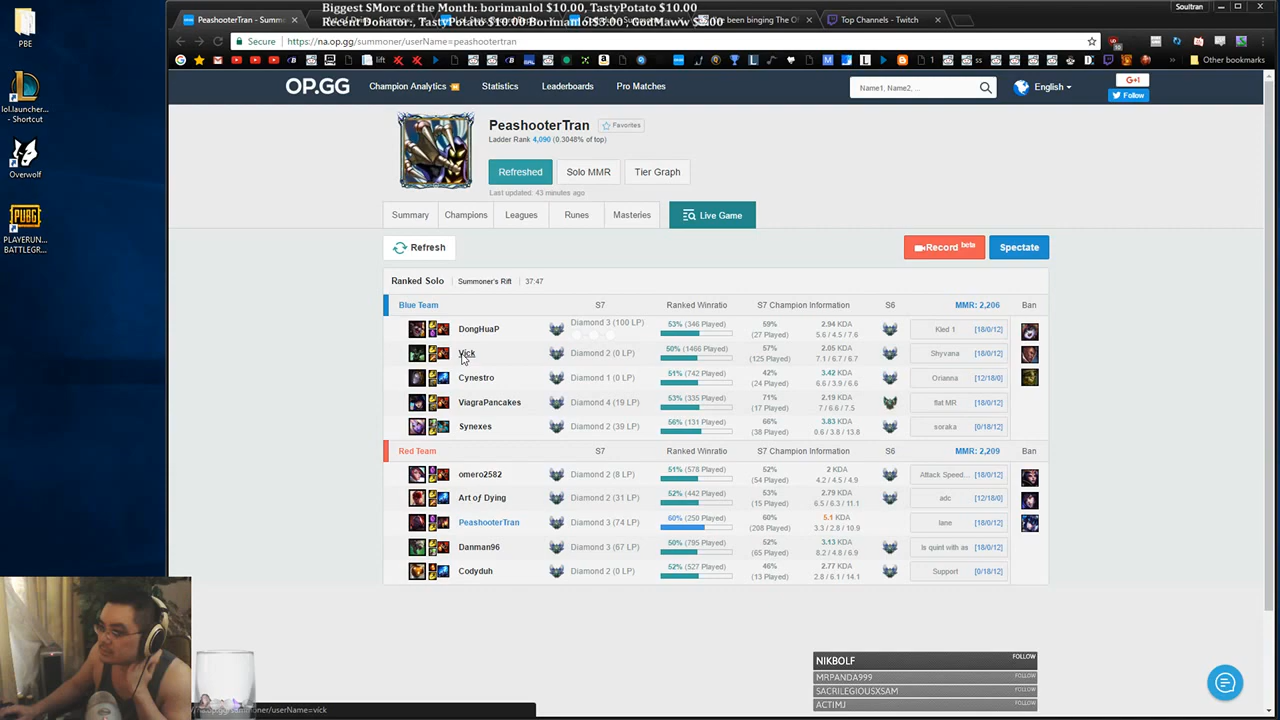 Biggest SMorc of the Month: borimanlol $10.00, TastyPotato $10.00
Soultran
PeashooterTran - Summo
been binging The O
Top Channels - Twitch
Recent Donator:, TastyPotato $10.00 Borimanlol$8.00, GentMaww $5.00
Secure https://na.op.gg/summoner/userName=peashootertran
lift
Other bookmarks
PBE
lol.launcher...
- Shortcut
Overwolf
PLAYERUN...
BATTLEGR...
OP.GG
Champion Analytics
Statistics
Leaderboards
Pro Matches
Name1, Name2, ...
English
G+1
Follow
PeashooterTran
Favorites
Ladder Rank 4,090 (0.3048% of top)
Refreshed
Solo MMR
Tier Graph
Last updated: 43 minutes ago
Summary
Champions
Leagues
Runes
Masteries
Live Game
Refresh
Record beta
Spectate
Ranked Solo Summoner's Rift 37:47
Blue Team S7 Ranked Winratio S7 Champion Information S6 MMR: 2,206 Ban
DongHuaP Diamond 3 (100 LP) 53% (346 Played) 59% (27 Played) 2.94 KDA 5.6 / 4.5 / 7.6 Kled 1 [18/0/12]
Vick Diamond 2 (0 LP) 50% (1466 Played) 57% (125 Played) 2.05 KDA 7.1 / 6.7 / 6.7 Shyvana [18/0/12]
Cynestro Diamond 1 (0 LP) 51% (742 Played) 42% (24 Played) 3.42 KDA 6.6 / 3.9 / 6.6 Orianna [12/18/0]
ViagraPancakes Diamond 4 (19 LP) 53% (335 Played) 71% (17 Played) 2.19 KDA 7 / 6.6 / 7.5 flat MR [18/0/12]
Synexes Diamond 2 (39 LP) 56% (131 Played) 66% (38 Played) 3.83 KDA 0.6 / 3.8 / 13.8 soraka [0/18/12]
Red Team S7 Ranked Winratio S7 Champion Information S6 MMR: 2,209 Ban
omero2582 Diamond 2 (8 LP) 51% (578 Played) 52% (54 Played) 2 KDA 4.2 / 4.5 / 4.9 Attack Speed... [18/0/12]
Art of Dying Diamond 2 (31 LP) 52% (442 Played) 53% (15 Played) 2.79 KDA 6.5 / 6.3 / 11.1 adc [12/18/0]
PeashooterTran Diamond 3 (74 LP) 60% (250 Played) 60% (208 Played) 5.1 KDA 3.3 / 2.8 / 10.9 lane [18/0/12]
Danman96 Diamond 3 (67 LP) 50% (795 Played) 52% (65 Played) 3.13 KDA 8.2 / 4.8 / 6.9 Is quint with as [18/0/12]
Codyduh Diamond 2 (0 LP) 52% (527 Played) 46% (13 Played) 2.77 KDA 2.8 / 6.1 / 14.1 Support [0/18/12]
NIKBOLF FOLLOW
MRPANDA999 FOLLOW
SACRILEGIOUSXSAM FOLLOW
ACTIMJ FOLLOW
na.op.gg/summoner/userName=vick